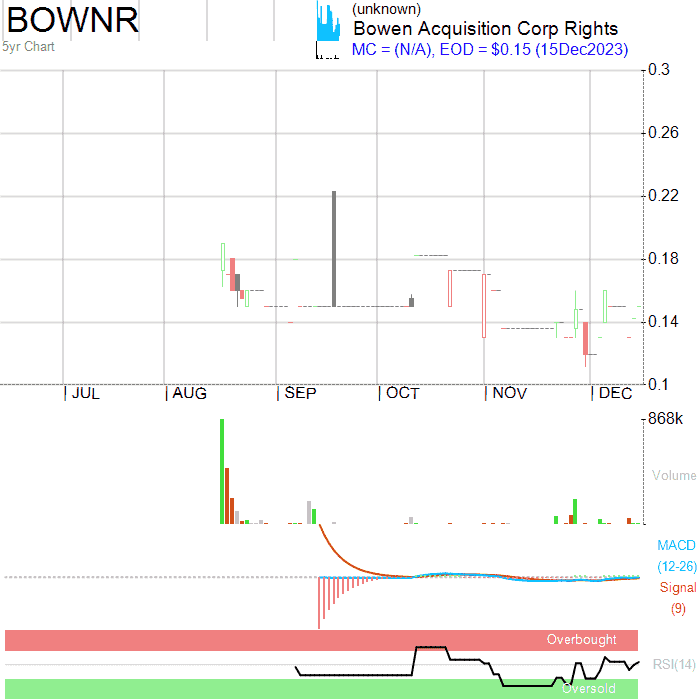 BOWNR
(unknown)
Bowen Acquisition Corp Rights
5yr Chart
MC = (N/A), EOD = $0.15 (15Dec2023)
0.3
0.26
0.22
0.18
0.14
0.1
JUL AUG SEP OCT NOV DEC
868k
Volume
MACD
(12-26)
Signal
(9)
Overbought
RSI(14)
Oversold